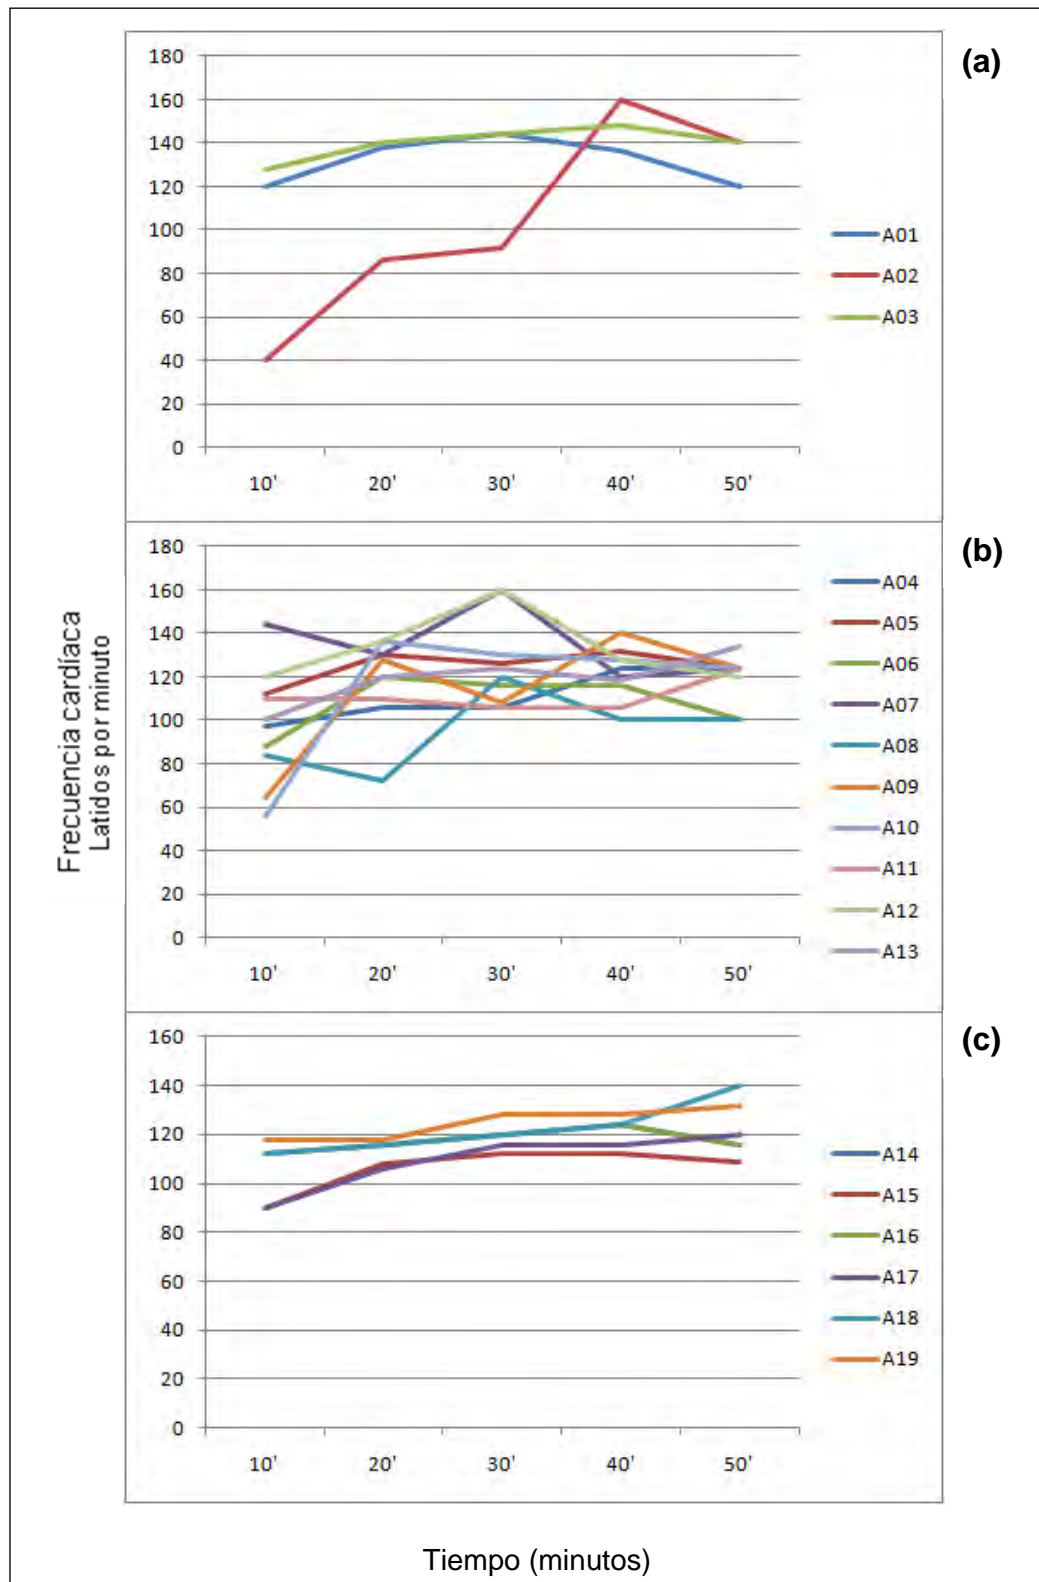 (a)
180
160
140
120
100
80
60
40
20
0
10' 20' 30' 40' 50'
A01
A02
A03
(b)
180
160
140
120
100
80
60
40
20
0
10' 20' 30' 40' 50'
A04
A05
A06
A07
A08
A09
A10
A11
A12
A13
Frecuencia cardíaca
Latidos por minuto
(c)
160
140
120
100
80
60
40
20
0
10' 20' 30' 40' 50'
A14
A15
A16
A17
A18
A19
Tiempo (minutos)